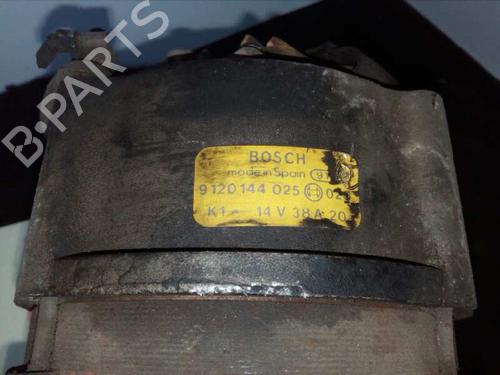 B-PARTS
BOSCH
made in Spain
9 120 144 025
K1 14 V 38 A 20